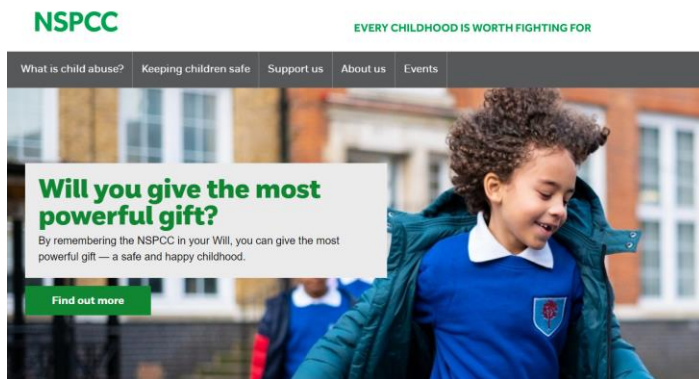 NSPCC
EVERY CHILDHOOD IS WORTH FIGHTING FOR
What is child abuse? Keeping children safe Support us About us Events
Will you give the most
powerful gift?
By remembering the NSPCC in your Will, you can give the most
powerful gift — a safe and happy childhood.
Find out more